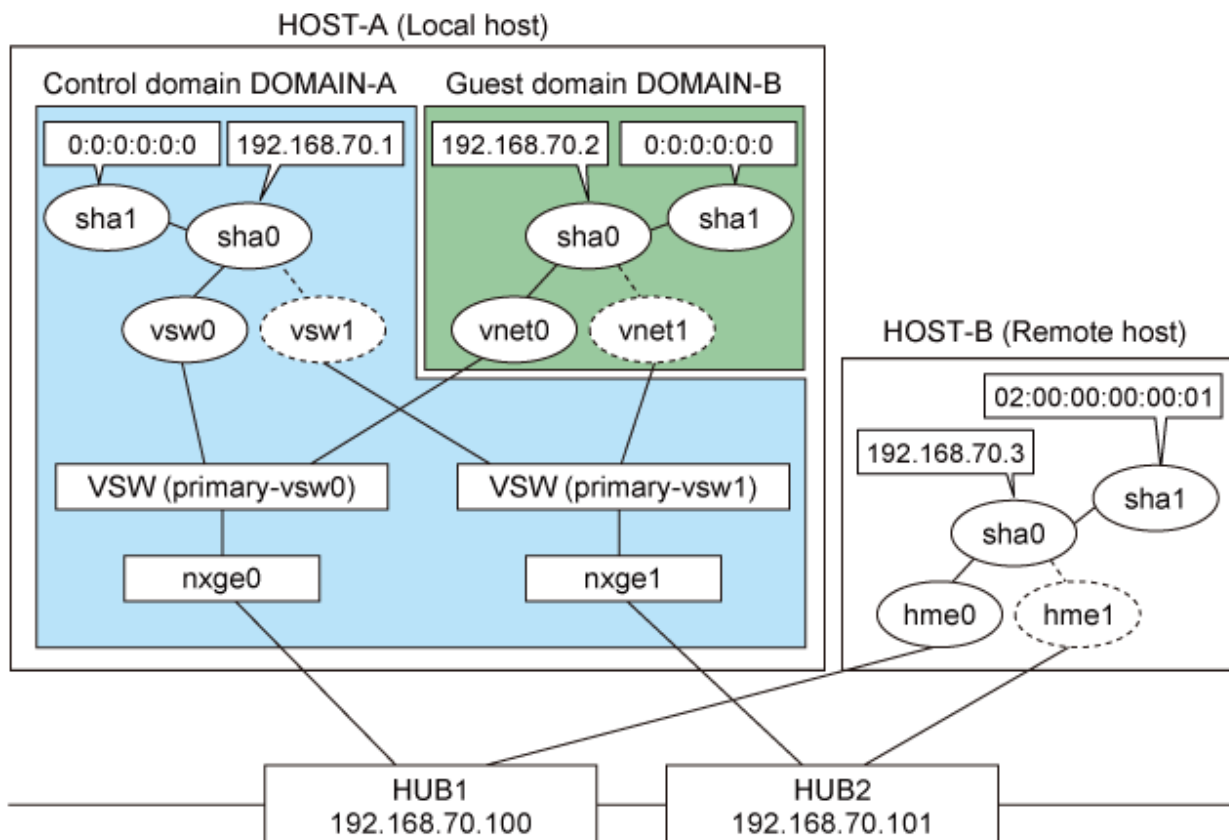 HOST-A (Local host)
Control domain DOMAIN-A
Guest domain DOMAIN-B
0:0:0:0:0:0
192.168.70.1
192.168.70.2
0:0:0:0:0:0
sha1
sha0
sha0
sha1
vsw0
vsw1
vnet0
vnet1
HOST-B (Remote host)
02:00:00:00:00:01
192.168.70.3
VSW (primary-vsw0)
VSW (primary-vsw1)
sha1
sha0
nxge0
nxge1
hme0
hme1
HUB1
192.168.70.100
HUB2
192.168.70.101